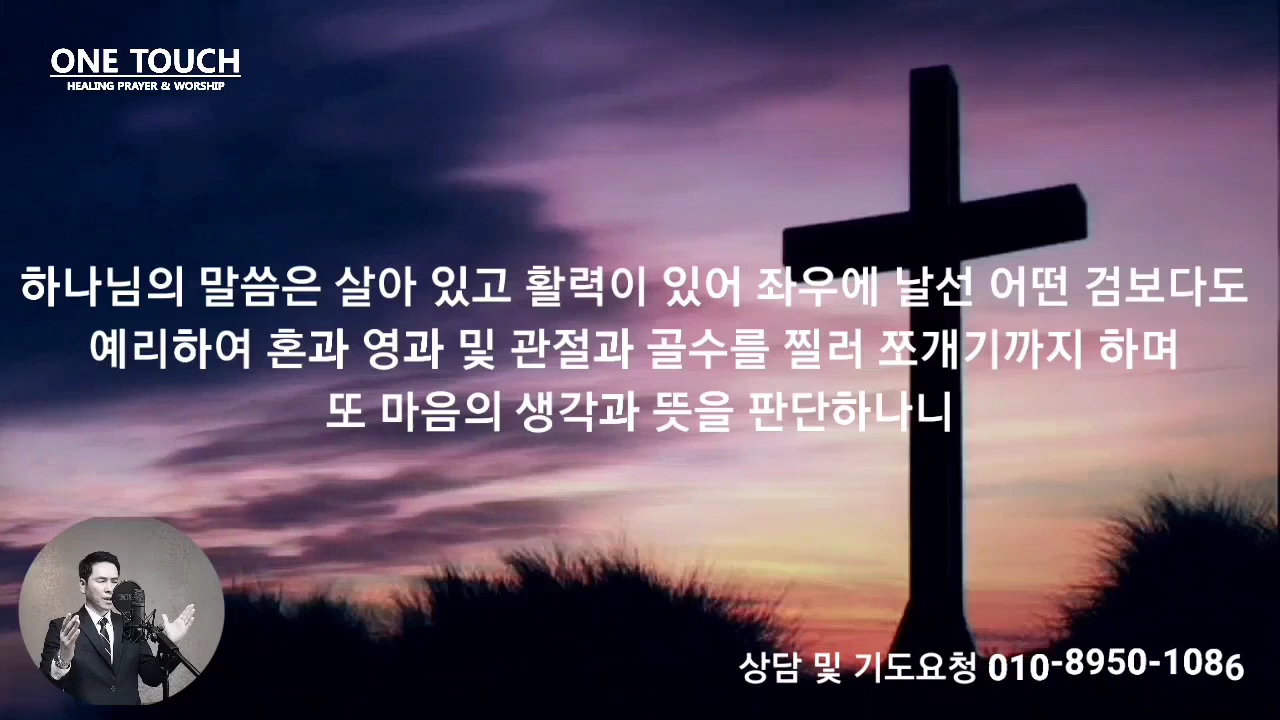 ONE TOUCH
HEALING PRAYER & WORSHIP
하나님의 말씀은 살아 있고 활력이 있어 좌우에 날선 어떤 검보다도
예리하여 혼과 영과 및 관절과 골수를 찔러 쪼개기까지 하며
또 마음의 생각과 뜻을 판단하나니
상담 및 기도요청 010-8950-1086